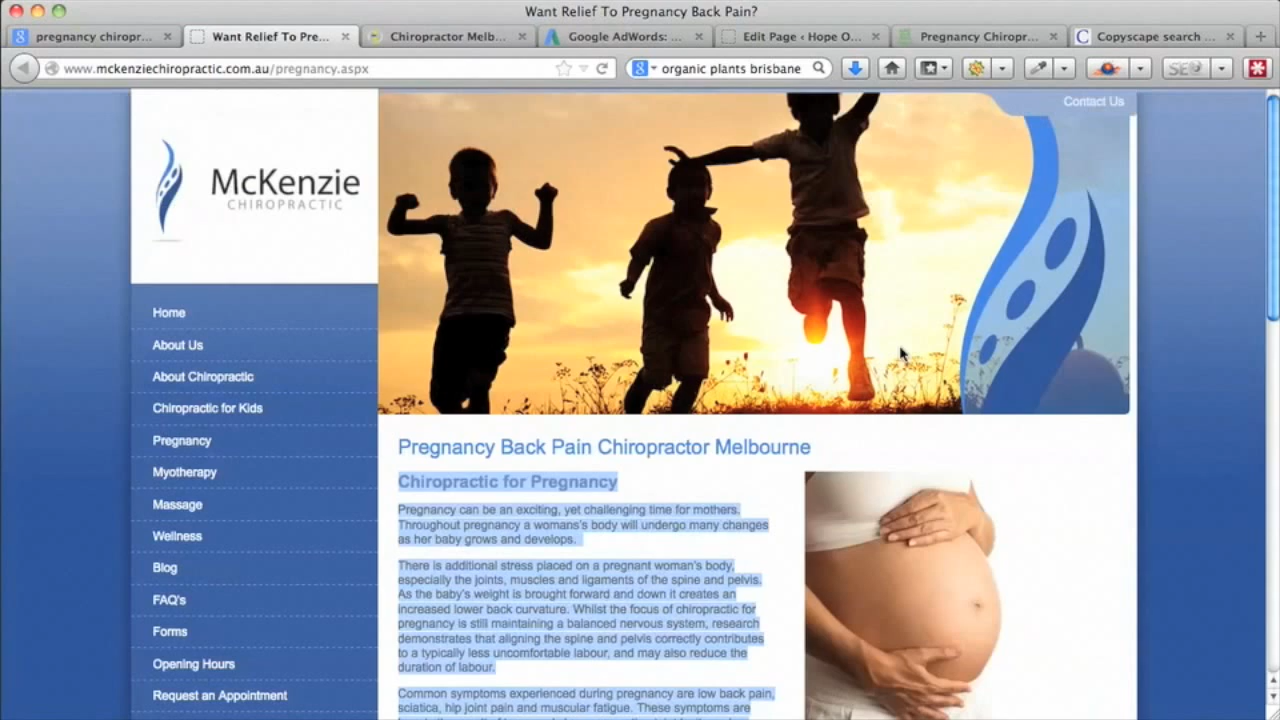 Want Relief To Pregnancy Back Pain?
pregnancy chiropr...
Want Relief To Pre...
Chiropractor Melb...
Google AdWords: ...
Edit Page ‹ Hope O...
Pregnancy Chiropr...
Copyscape search ...
www.mckenziechiropractic.com.au/pregnancy.aspx
organic plants brisbane
SEO
Contact Us
McKenzie
CHIROPRACTIC
Home
About Us
About Chiropractic
Chiropractic for Kids
Pregnancy
Myotherapy
Massage
Wellness
Blog
FAQ's
Forms
Opening Hours
Request an Appointment
Pregnancy Back Pain Chiropractor Melbourne
Chiropractic for Pregnancy
Pregnancy can be an exciting, yet challenging time for mothers.
Throughout pregnancy a womans's body will undergo many changes
as her baby grows and develops.
There is additional stress placed on a pregnant woman's body,
especially the joints, muscles and ligaments of the spine and pelvis.
As the baby's weight is brought forward and down it creates an
increased lower back curvature. Whilst the focus of chiropractic for
pregnancy is still maintaining a balanced nervous system, research
demonstrates that aligning the spine and pelvis correctly contributes
to a typically less uncomfortable labour, and may also reduce the
duration of labour.
Common symptoms experienced during pregnancy are low back pain,
sciatica, hip joint pain and muscular fatigue. These symptoms are